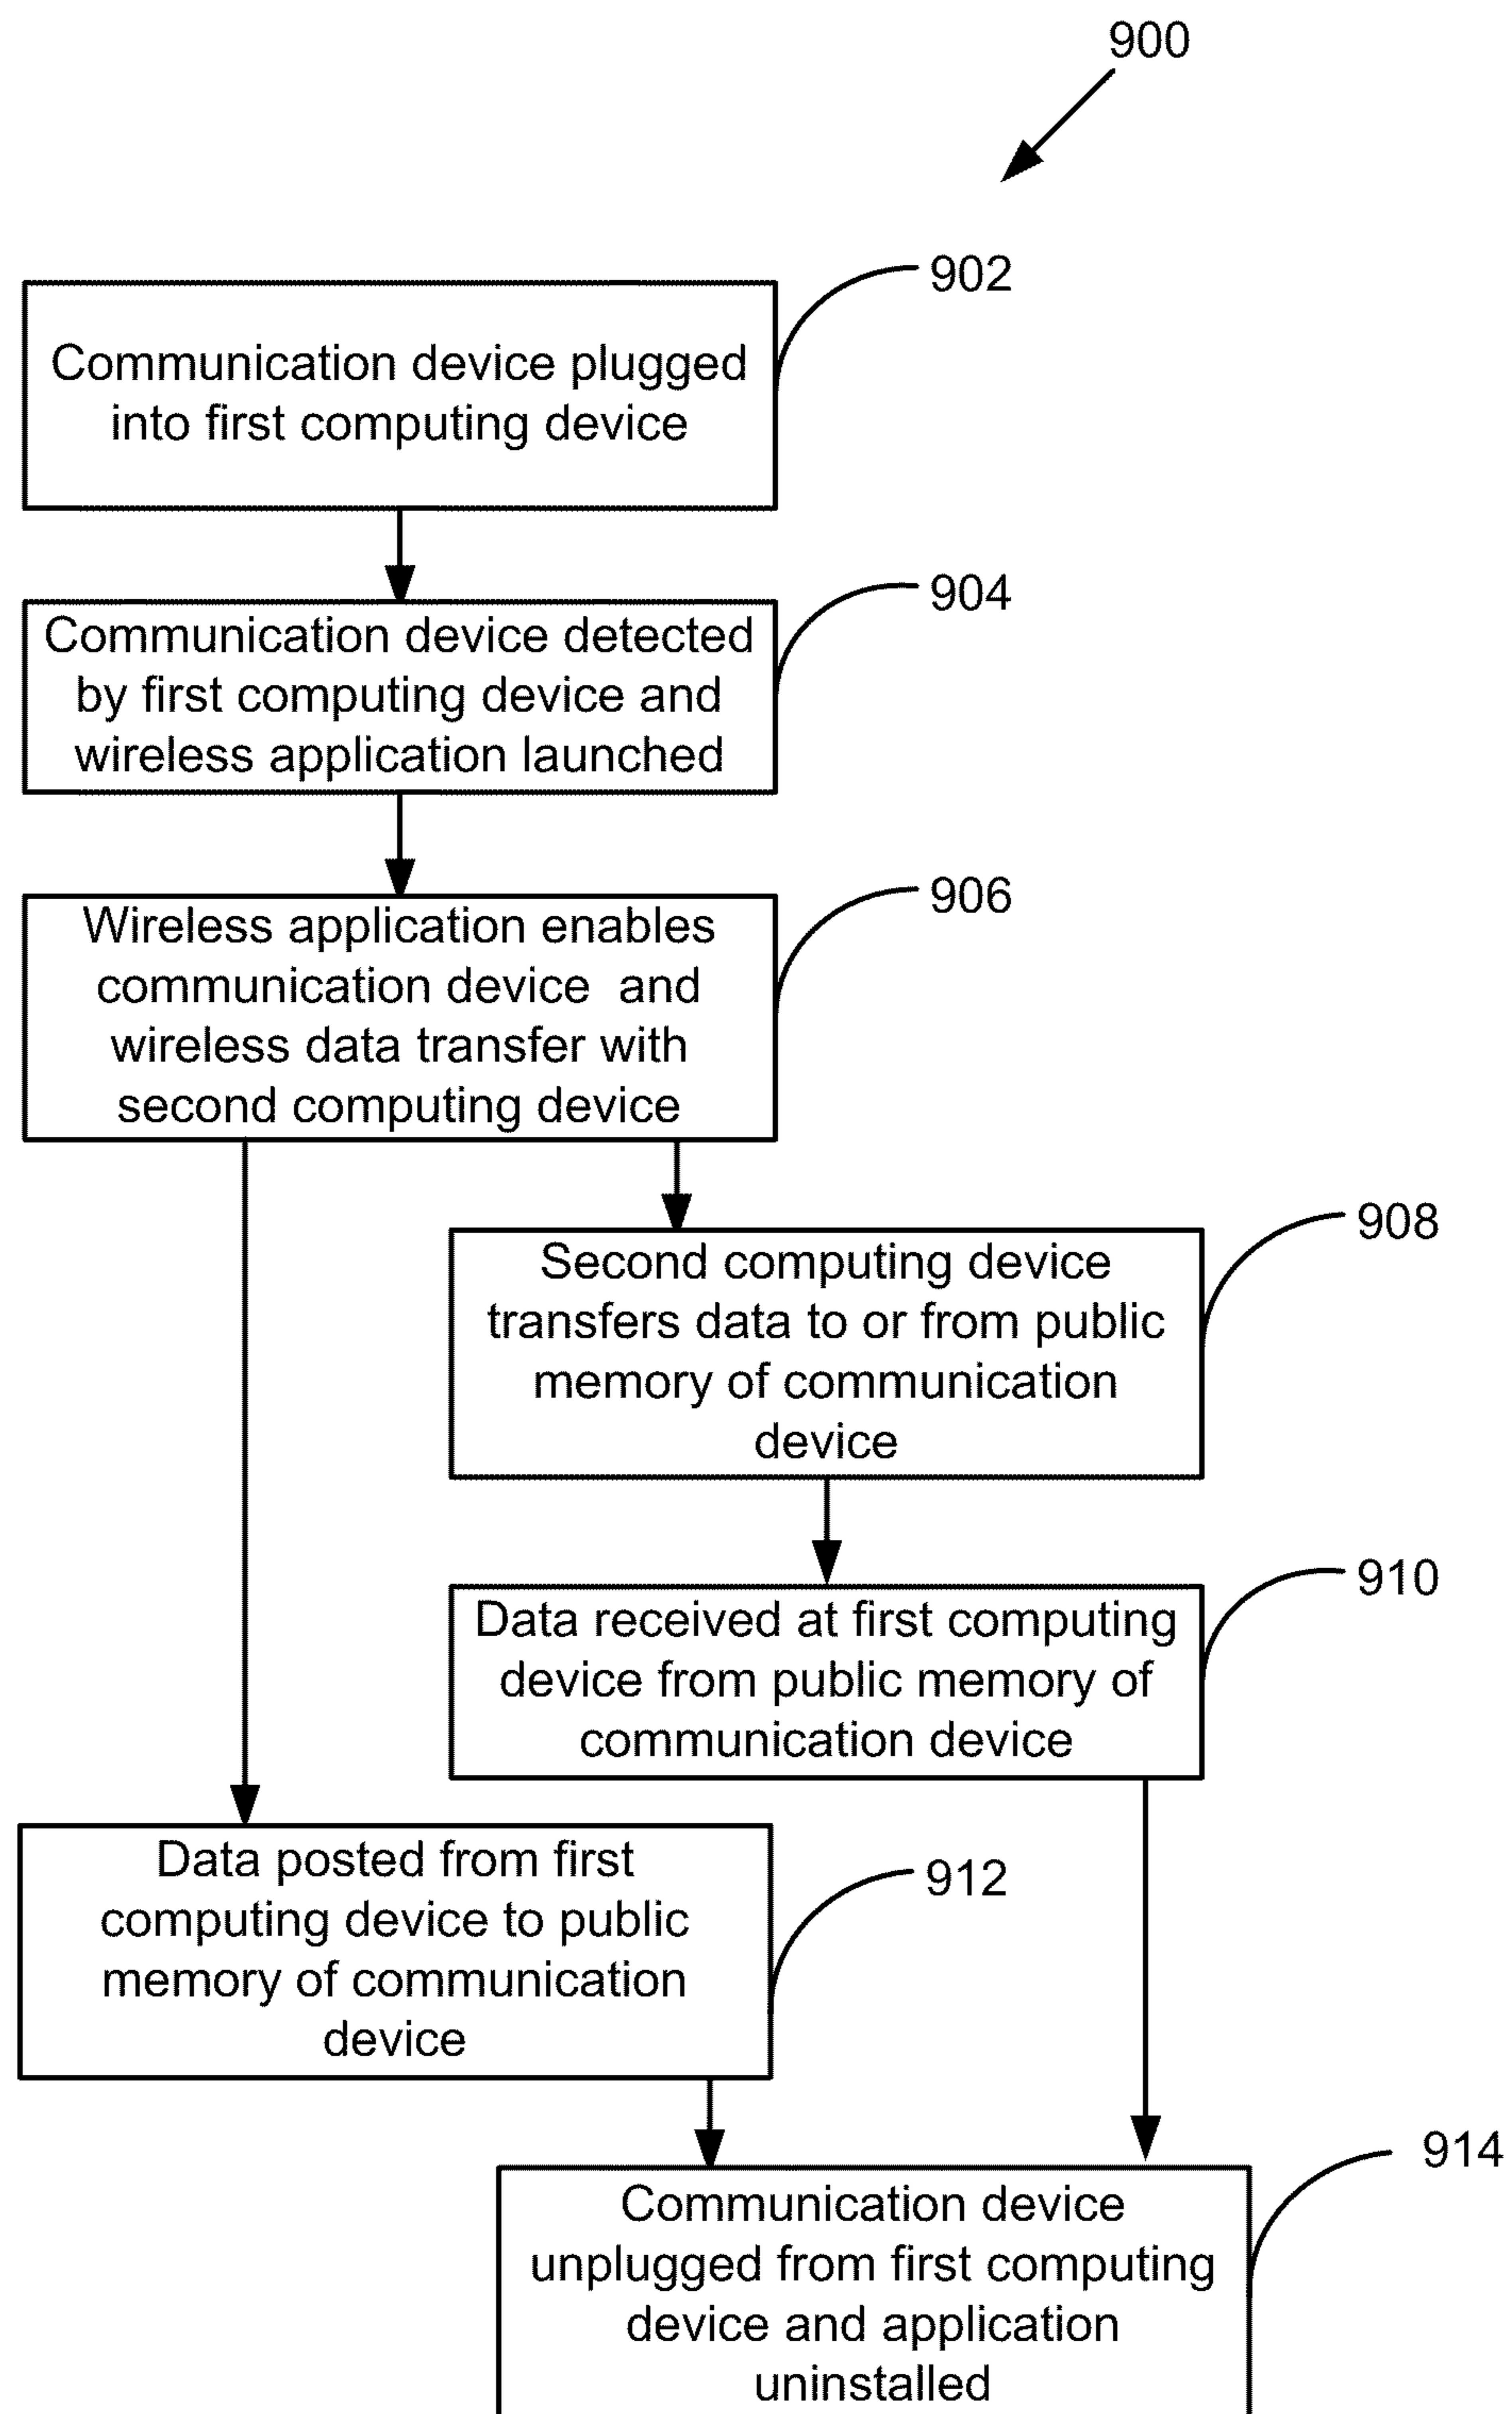 900
902
Communication device plugged
into first computing device
904
Communication device detected
by first computing device and
wireless application launched
906
Wireless application enables
communication device and
wireless data transfer with
second computing device
908
Second computing device
transfers data to or from public
memory of communication
device
910
Data received at first computing
device from public memory of
communication device
912
Data posted from first
computing device to public
memory of communication
device
914
Communication device
unplugged from first computing
device and application
uninstalled